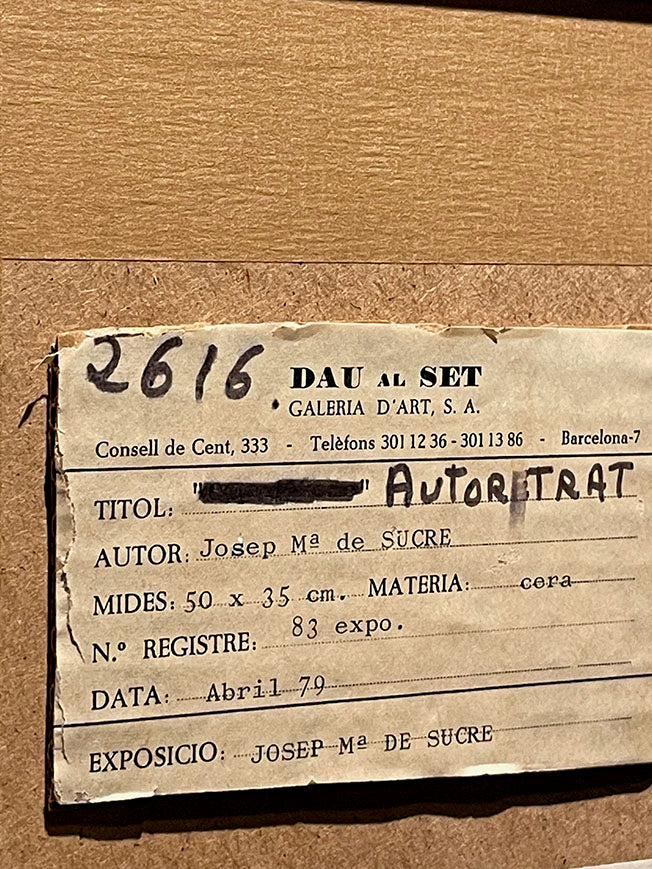 2616
DAU AL SET
GALERIA D'ART, S. A.
Consell de Cent, 333 - Telèfons 301 12 36 - 301 13 86 - Barcelona-7
TITOL: " " AUTORETRAT
AUTOR: Josep Mª de SUCRE
MIDES: 50 x 35 cm. MATERIA: cera
N.º REGISTRE: 83 expo.
DATA: Abril 79
EXPOSICIO: JOSEP Mª DE SUCRE